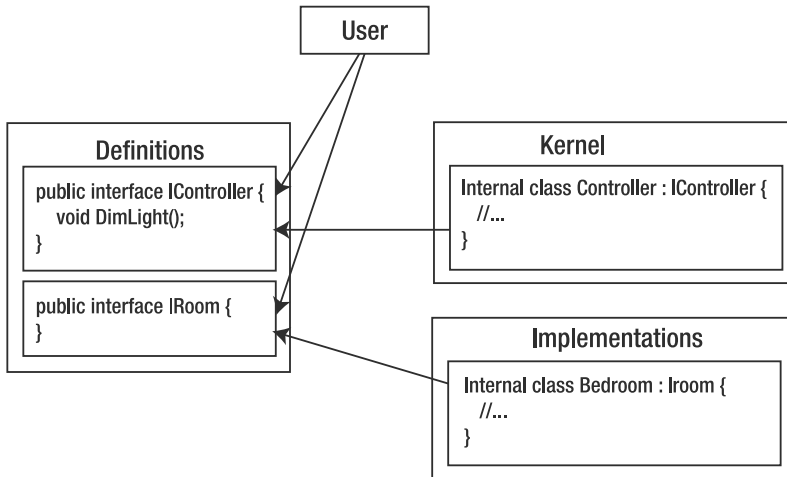 User
Definitions
public interface IController {
void DimLight();
}
public interface IRoom {
}
Kernel
Internal class Controller : IController {
//...
}
Implementations
Internal class Bedroom : Iroom {
//...
}